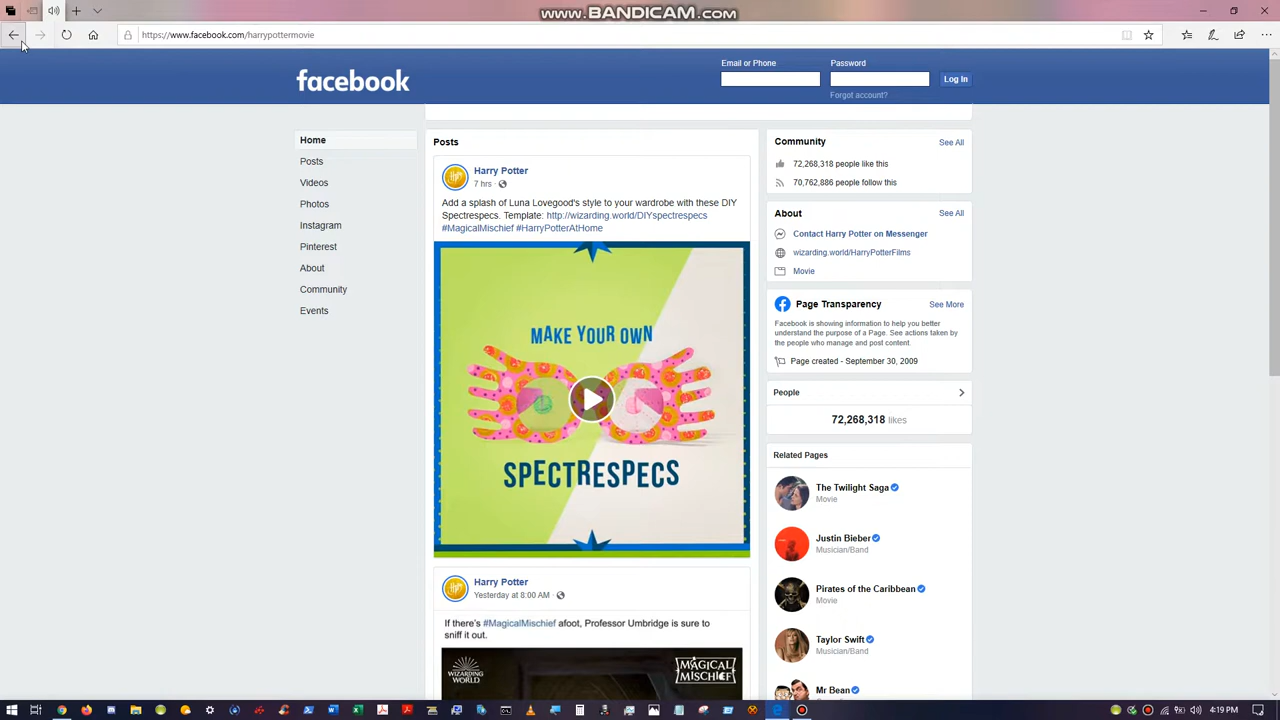 www.BANDICAM.com
https://www.facebook.com/harrypottermovie
facebook
Email or Phone
Password
Log In
Forgot account?
Home
Posts
Videos
Photos
Instagram
Pinterest
About
Community
Events
Posts
Harry Potter
7 hrs ·
Add a splash of Luna Lovegood's style to your wardrobe with these DIY
Spectrespecs. Template: http://wizarding.world/DIYspectrespecs
#MagicalMischief #HarryPotterAtHome
MAKE YOUR OWN
SPECTRESPECS
Harry Potter
Yesterday at 8:00 AM ·
If there's #MagicalMischief afoot, Professor Umbridge is sure to
sniff it out.
WIZARDING
WORLD
MAGICAL
MISCHIEF
Community
See All
72,268,318 people like this
70,762,886 people follow this
About
See All
Contact Harry Potter on Messenger
wizarding.world/HarryPotterFilms
Movie
Page Transparency
See More
Facebook is showing information to help you better
understand the purpose of a Page. See actions taken by
the people who manage and post content.
Page created - September 30, 2009
People
72,268,318 likes
Related Pages
The Twilight Saga
Movie
Justin Bieber
Musician/Band
Pirates of the Caribbean
Movie
Taylor Swift
Musician/Band
Mr Bean
4:19 PM